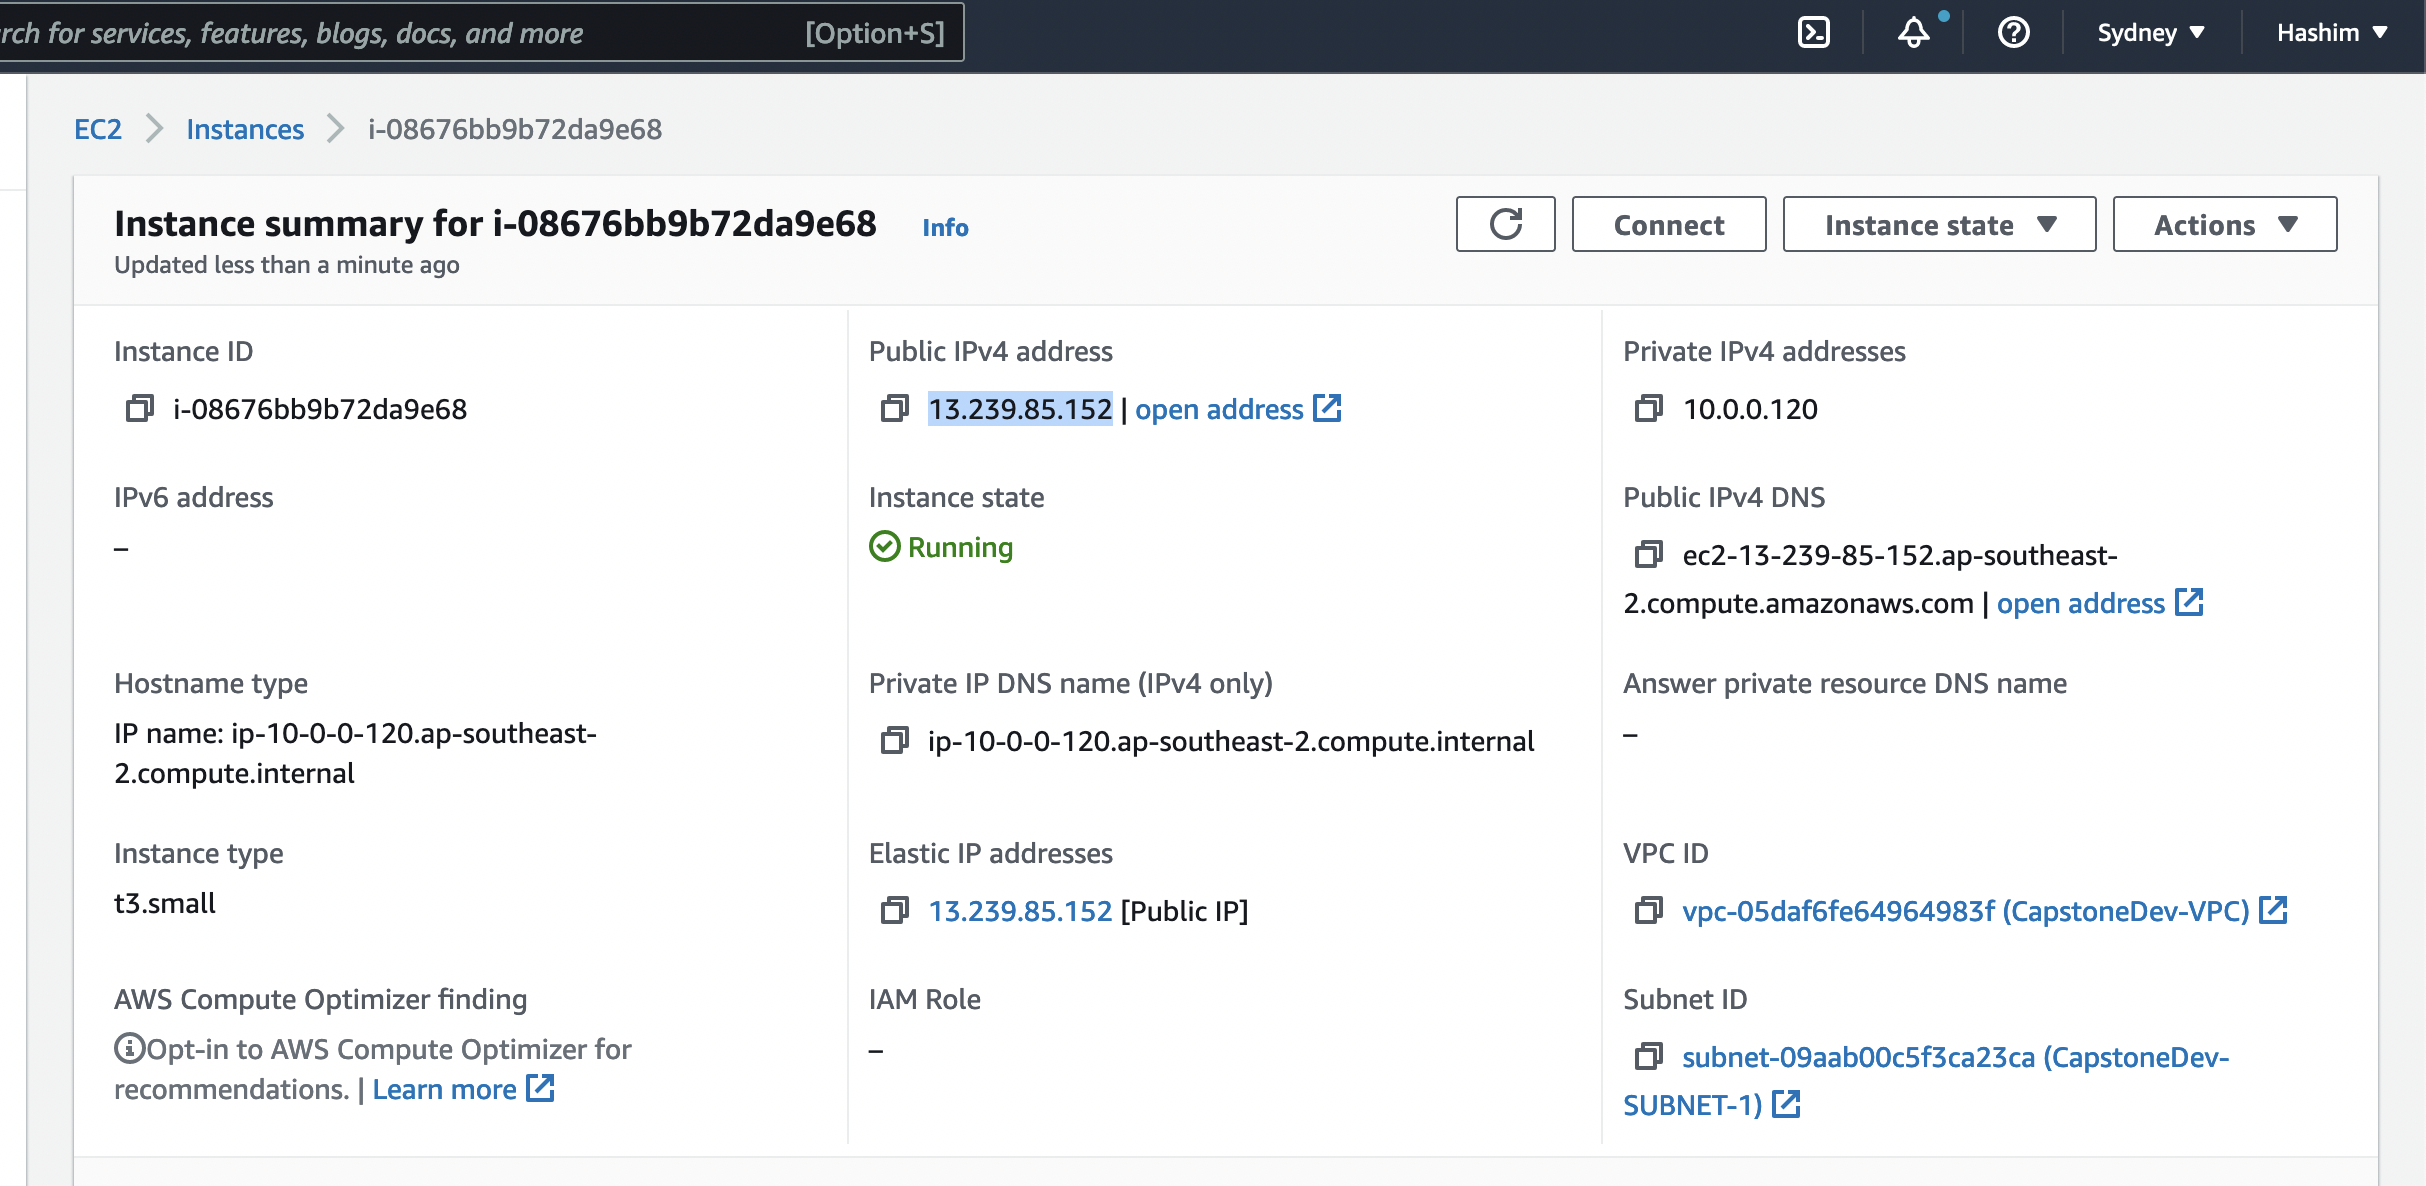 rch for services, features, blogs, docs, and more [Option+S] Sydney ▼ Hashim ▼
EC2 > Instances > i-08676bb9b72da9e68
Instance summary for i-08676bb9b72da9e68 Info
Updated less than a minute ago
Connect
Instance state ▼
Actions ▼
Instance ID
i-08676bb9b72da9e68
Public IPv4 address
13.239.85.152 | open address
Private IPv4 addresses
10.0.0.120
IPv6 address
–
Instance state
Running
Public IPv4 DNS
ec2-13-239-85-152.ap-southeast-
2.compute.amazonaws.com | open address
Hostname type
IP name: ip-10-0-0-120.ap-southeast-
2.compute.internal
Private IP DNS name (IPv4 only)
ip-10-0-0-120.ap-southeast-2.compute.internal
Answer private resource DNS name
–
Instance type
t3.small
Elastic IP addresses
13.239.85.152 [Public IP]
VPC ID
vpc-05daf6fe64964983f (CapstoneDev-VPC)
AWS Compute Optimizer finding
Opt-in to AWS Compute Optimizer for
recommendations. | Learn more
IAM Role
–
Subnet ID
subnet-09aab00c5f3ca23ca (CapstoneDev-
SUBNET-1)